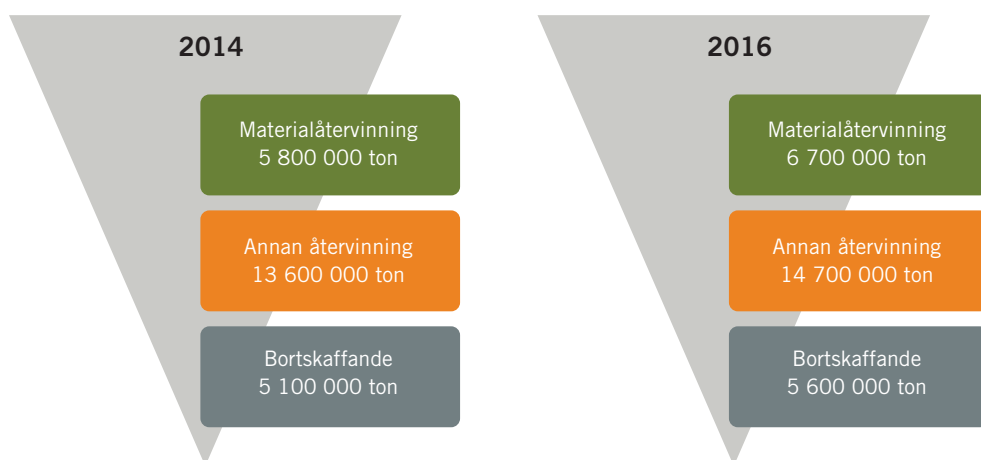 2014
Materialåtervinning
5 800 000 ton
Annan återvinning
13 600 000 ton
Bortskaffande
5 100 000 ton
2016
Materialåtervinning
6 700 000 ton
Annan återvinning
14 700 000 ton
Bortskaffande
5 600 000 ton